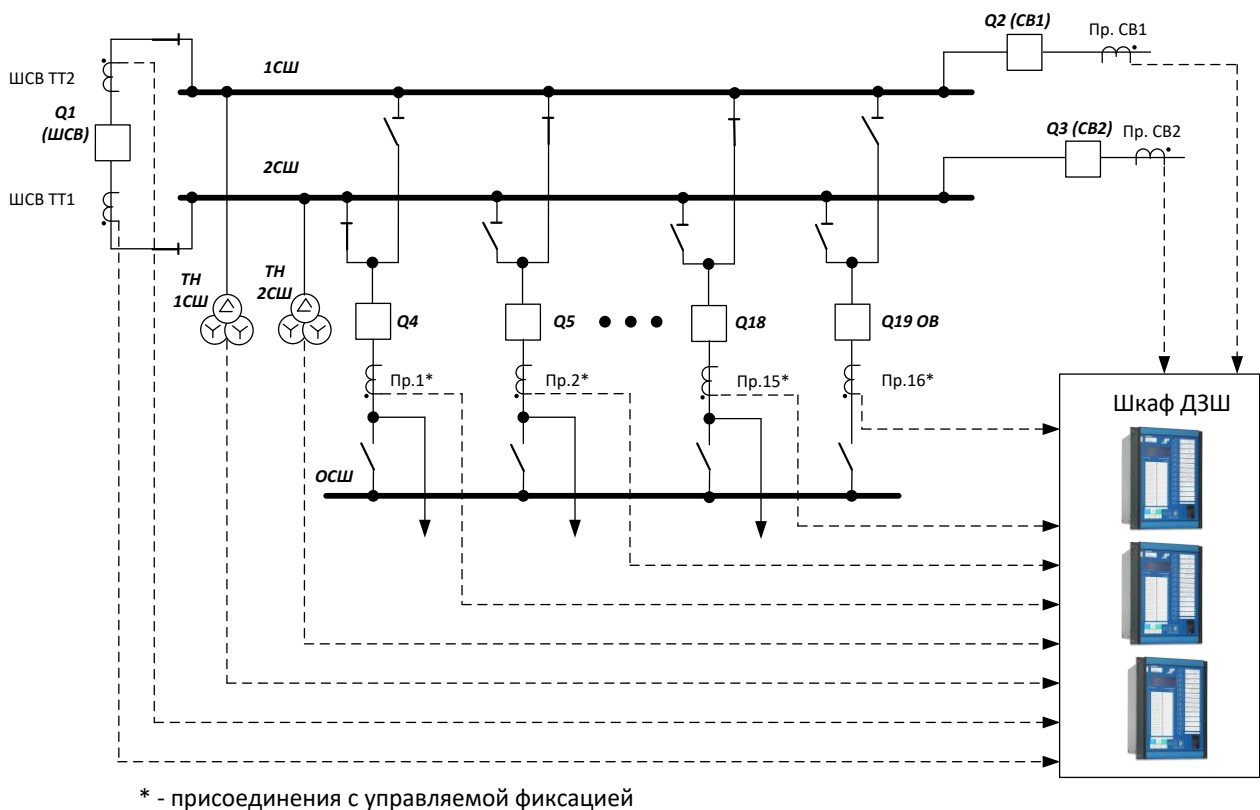 Q2 (СВ1)
Пр. СВ1
ШСВ ТТ2
1СШ
Q1
(ШСВ)
Q3 (СВ2)
Пр. СВ2
2СШ
ШСВ ТТ1
ТН
1СШ
ТН
2СШ
Q4
Q5
Q18
Q19 ОВ
Пр.1*
Пр.2*
Пр.15*
Пр.16*
Шкаф ДЗШ
ОСШ
* - присоединения с управляемой фиксацией